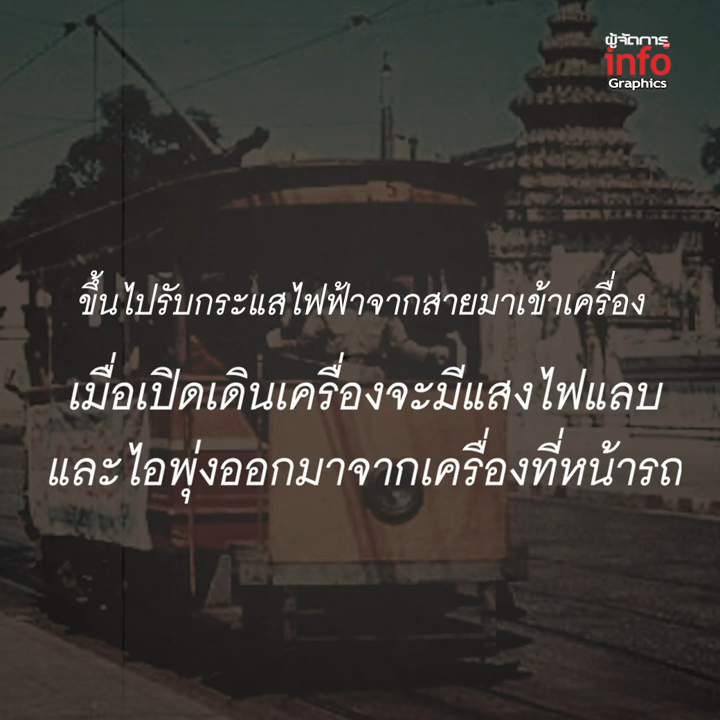 ผู้จัดการ
info
Graphics
ขึ้นไปรับกระแสไฟฟ้าจากสายมาเข้าเครื่อง
เมื่อเปิดเดินเครื่องจะมีแสงไฟแลบ
และไอพุ่งออกมาจากเครื่องที่หน้ารถ